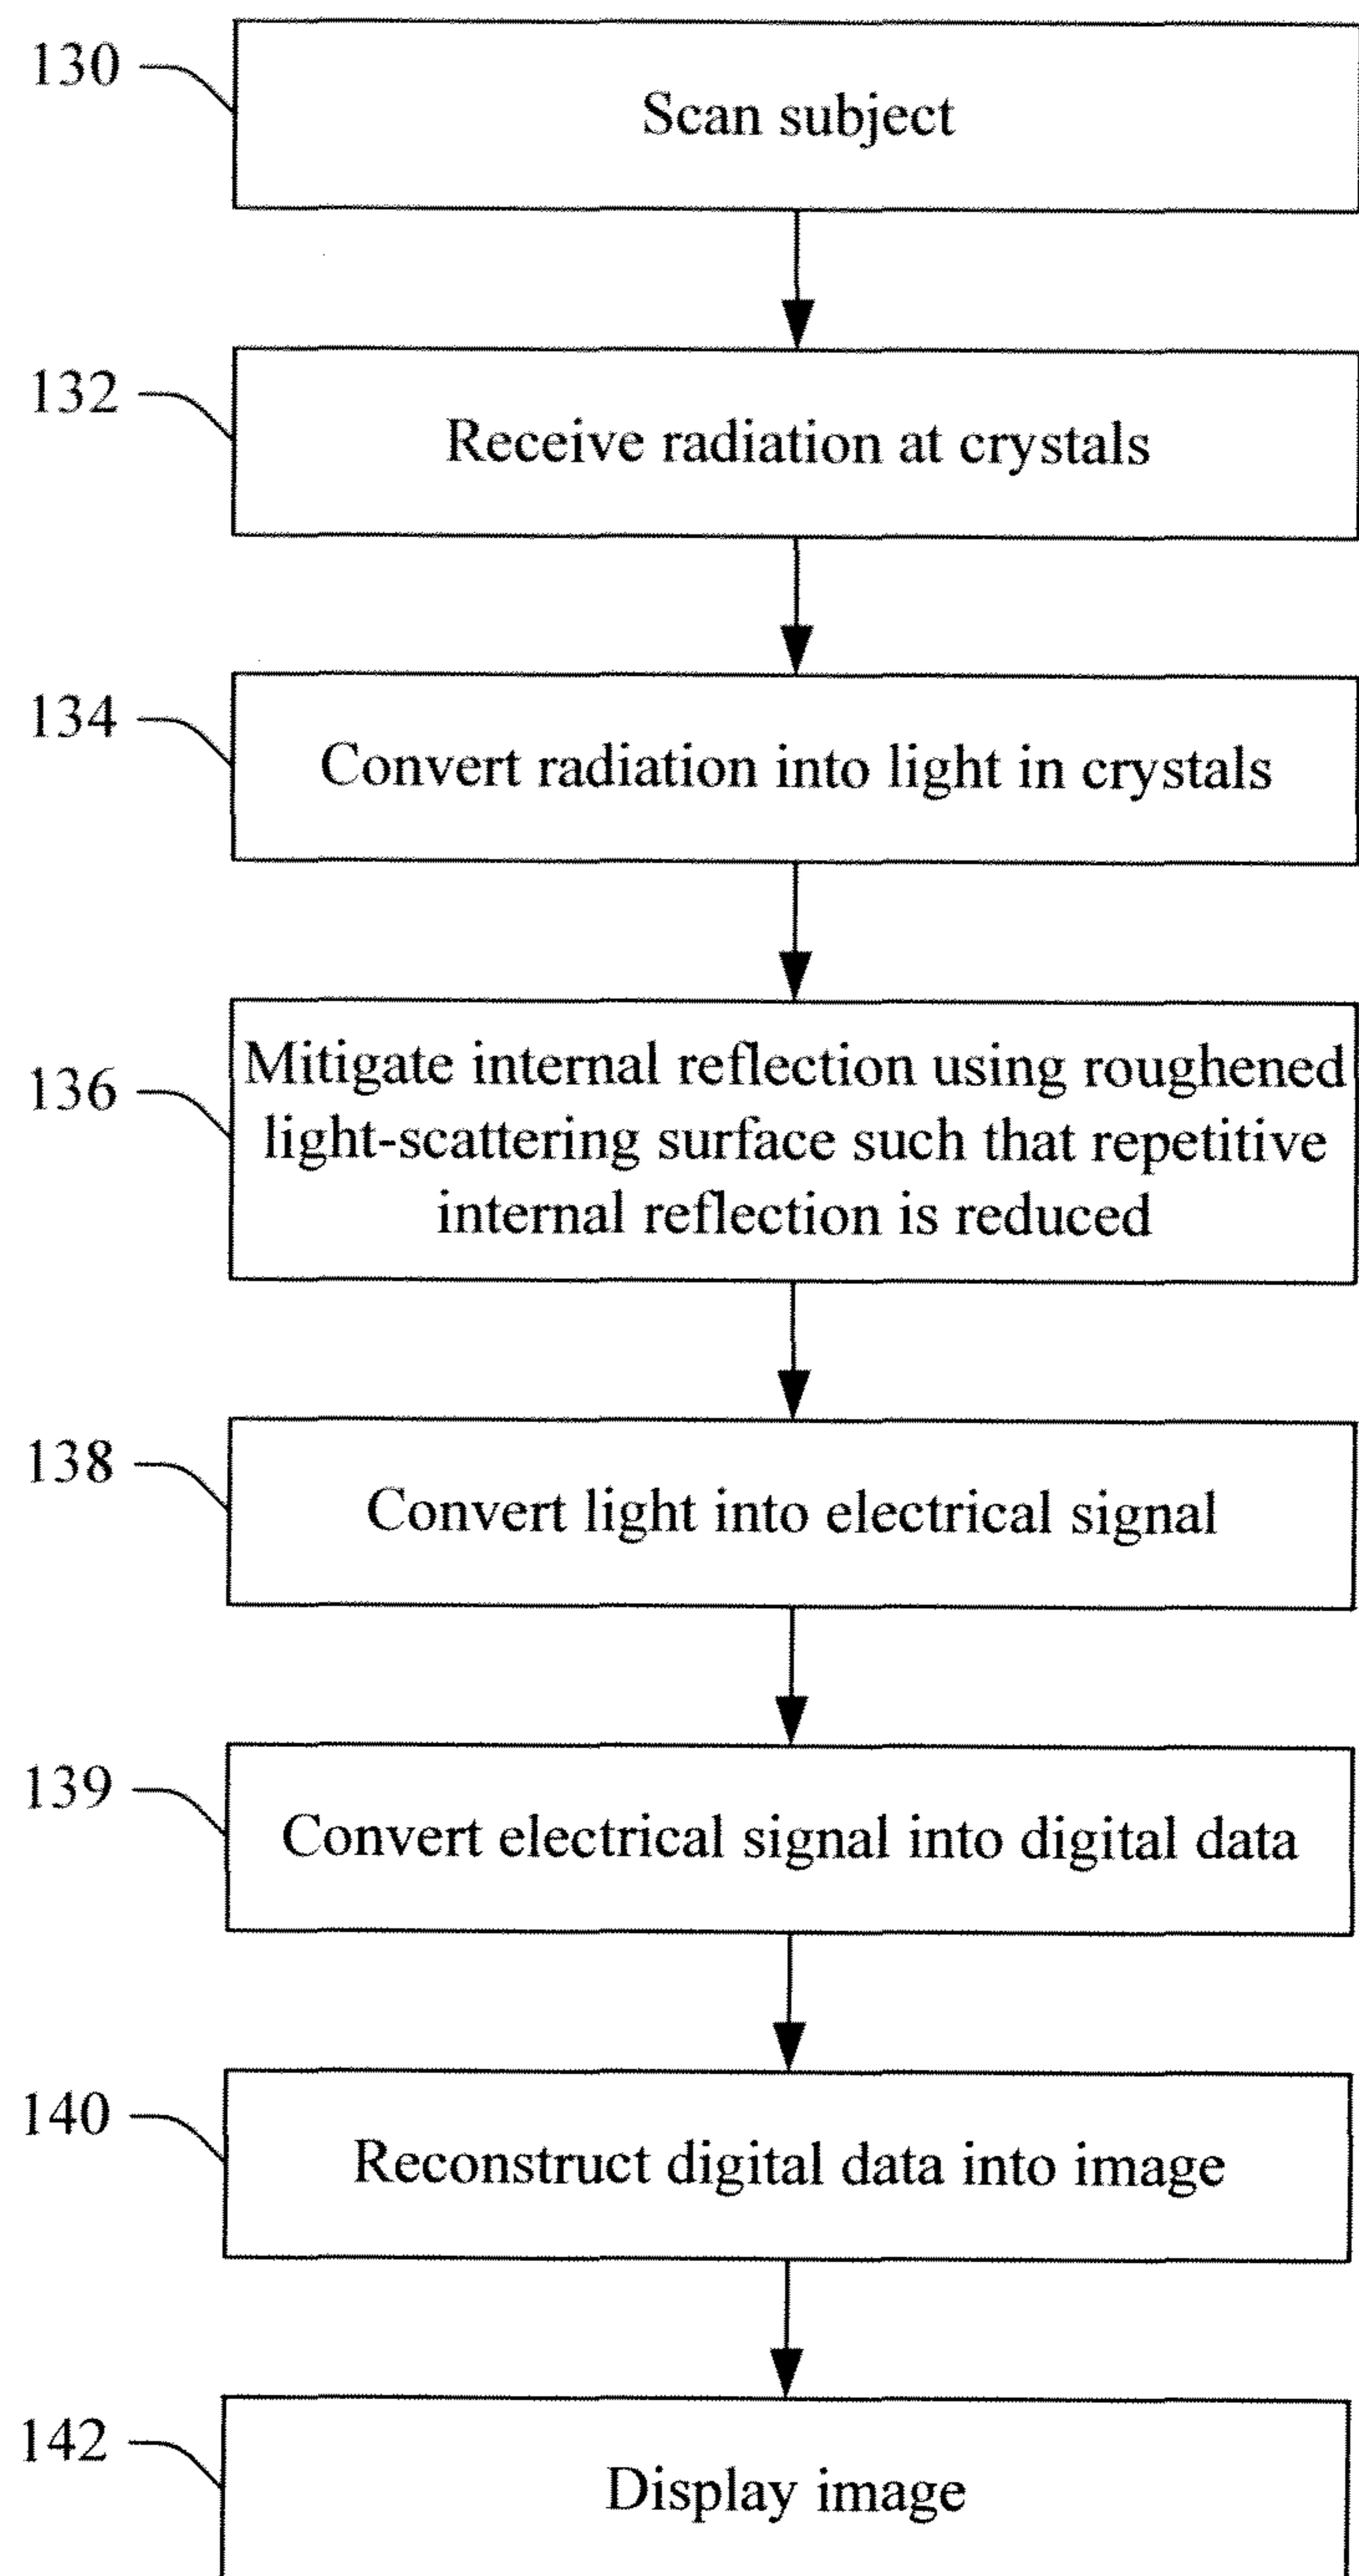 130
Scan subject
132
Receive radiation at crystals
134
Convert radiation into light in crystals
136
Mitigate internal reflection using roughened
light-scattering surface such that repetitive
internal reflection is reduced
138
Convert light into electrical signal
139
Convert electrical signal into digital data
140
Reconstruct digital data into image
142
Display image